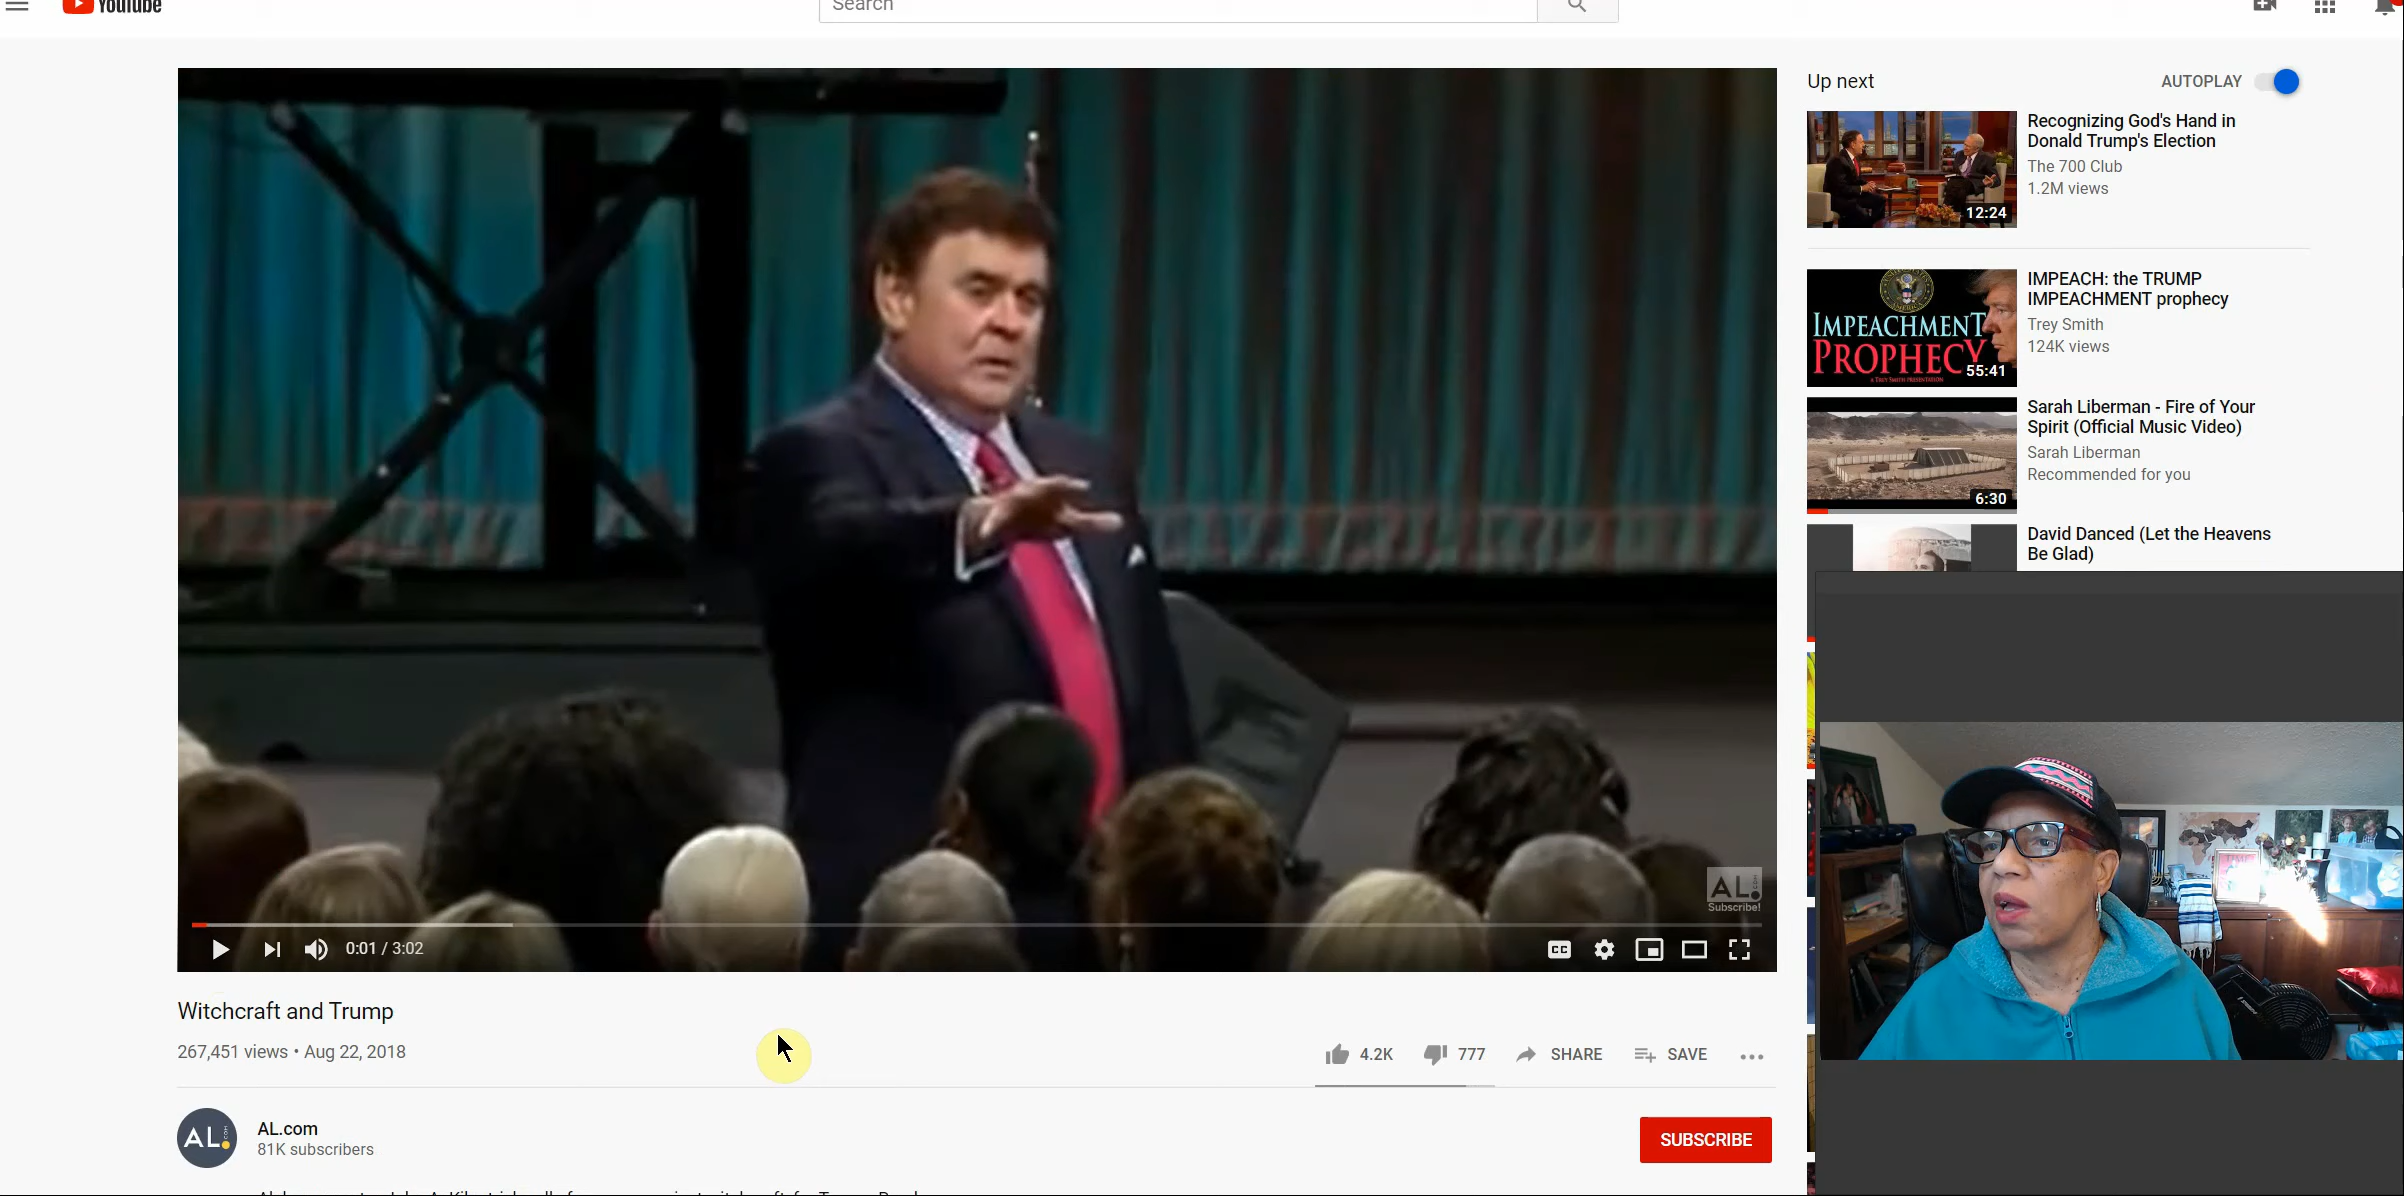 YouTube
Search
Up next
AUTOPLAY
Recognizing God's Hand in
Donald Trump's Election
The 700 Club
1.2M views
12:24
IMPEACHMENT
PROPHECY
55:41
IMPEACH: the TRUMP
IMPEACHMENT prophecy
Trey Smith
124K views
Sarah Liberman - Fire of Your
Spirit (Official Music Video)
Sarah Liberman
Recommended for you
6:30
David Danced (Let the Heavens
Be Glad)
AL.COM
Subscribe!
0:01 / 3:02
CC
Witchcraft and Trump
267,451 views • Aug 22, 2018
4.2K
777
SHARE
SAVE
AL.
AL.com
81K subscribers
SUBSCRIBE